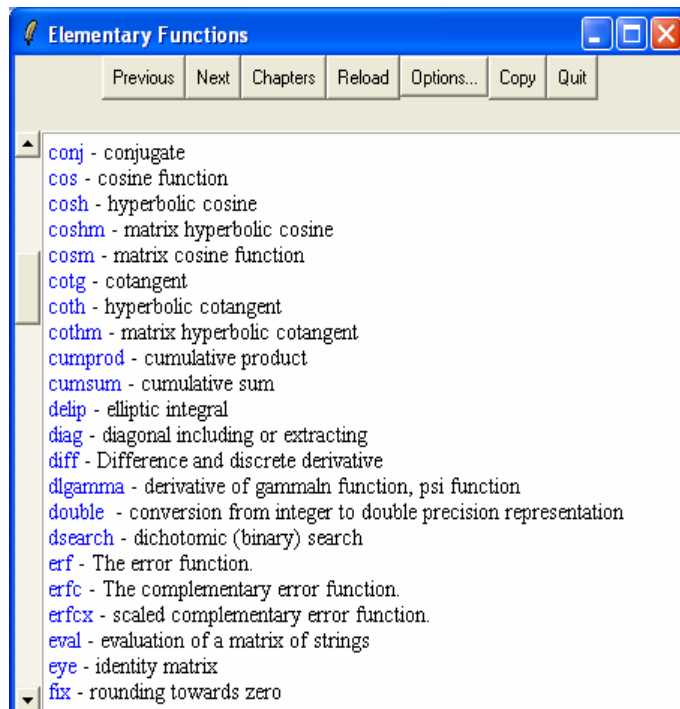 Elementary Functions
Previous Next Chapters Reload Options... Copy Quit
conj - conjugate
cos - cosine function
cosh - hyperbolic cosine
coshm - matrix hyperbolic cosine
cosm - matrix cosine function
cotg - cotangent
coth - hyperbolic cotangent
cothm - matrix hyperbolic cotangent
cumprod - cumulative product
cumsum - cumulative sum
delip - elliptic integral
diag - diagonal including or extracting
diff - Difference and discrete derivative
dlgamma - derivative of gammaln function, psi function
double - conversion from integer to double precision representation
dsearch - dichotomic (binary) search
erf - The error function.
erfc - The complementary error function.
erfcx - scaled complementary error function.
eval - evaluation of a matrix of strings
eye - identity matrix
fix - rounding towards zero